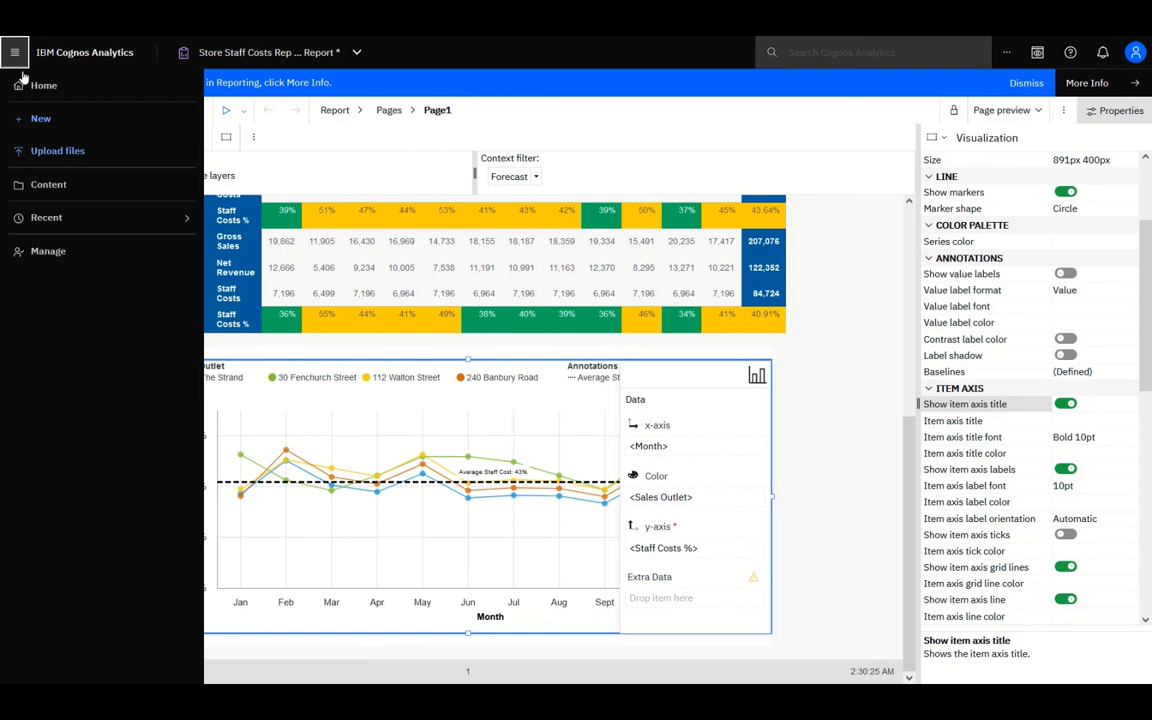 IBM Cognos Analytics
Store Staff Costs Rep ... Report *
Search Cognos Analytics
Home
New
Upload files
Content
Recent
Manage
in Reporting, click More Info.
Dismiss
More Info
Report > Pages > Page1
Page preview
Properties
e layers
Context filter:
Forecast
Costs
Staff Costs % 39% 51% 47% 44% 53% 41% 43% 42% 39% 50% 37% 45% 43.64%
Gross Sales 19,862 11,905 16,430 16,969 14,733 18,155 18,187 18,359 19,334 15,491 20,235 17,417 207,076
Net Revenue 12,666 5,406 9,234 10,005 7,538 11,191 10,991 11,163 12,370 8,295 13,271 10,221 122,352
Staff Costs 7,196 6,499 7,196 6,964 7,196 6,964 7,196 7,196 6,964 7,196 6,964 7,196 84,724
Staff Costs % 36% 55% 44% 41% 49% 38% 40% 39% 36% 46% 34% 41% 40.91%
utlet
he Strand
30 Fenchurch Street
112 Walton Street
240 Banbury Road
Annotations
Average St
Average Staff Cost: 43%
Jan Feb Mar Apr May Jun Jul Aug Sept
Month
Data
x-axis
<Month>
Color
<Sales Outlet>
y-axis *
<Staff Costs %>
Extra Data
Drop item here
1
2:30:25 AM
Visualization
Size 891px 400px
LINE
Show markers
Marker shape Circle
COLOR PALETTE
Series color
ANNOTATIONS
Show value labels
Value label format Value
Value label font
Value label color
Contrast label color
Label shadow
Baselines (Defined)
ITEM AXIS
Show item axis title
Item axis title
Item axis title font Bold 10pt
Item axis title color
Show item axis labels
Item axis label font 10pt
Item axis label color
Item axis label orientation Automatic
Show item axis ticks
Item axis tick color
Show item axis grid lines
Item axis grid line color
Show item axis line
Item axis line color
Show item axis title
Shows the item axis title.